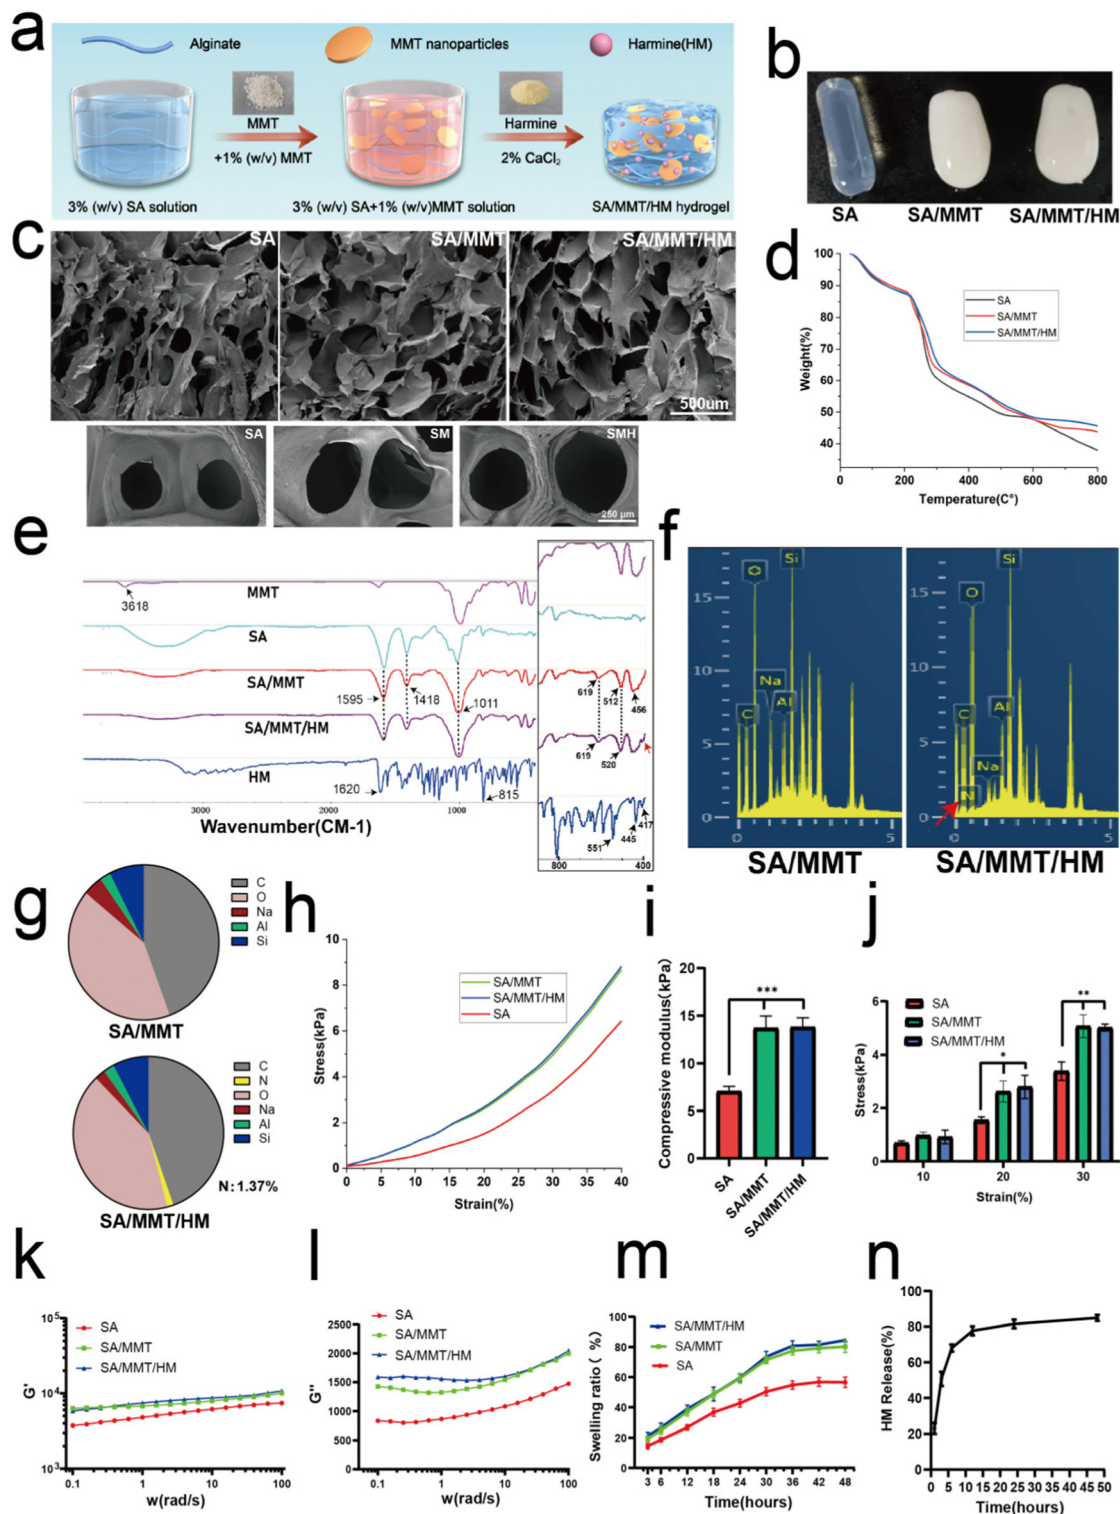 a
Alginate
MMT nanoparticles
Harmine(HM)
MMT
+1% (w/v) MMT
Harmine
2% CaCl₂
3% (w/v) SA solution
3% (w/v) SA+1% (w/v)MMT solution
SA/MMT/HM hydrogel
b
SA
SA/MMT
SA/MMT/HM
c
SA
SA/MMT
SA/MMT/HM
500um
SA
SM
SMH
250 μm
d
100
90
80
70
60
50
40
Weight(%)
SA
SA/MMT
SA/MMT/HM
0
200
400
600
800
Temperature(C°)
e
MMT
3618
SA
SA/MMT
1595
1418
1011
SA/MMT/HM
HM
1620
815
3000
2000
1000
Wavenumber(CM-1)
619
512
456
619
520
551
445
417
800
400
f
Si
O
Na
Al
C
15
10
5
0
0
5
SA/MMT
Si
O
C
Al
Na
N
15
10
5
0
0
5
SA/MMT/HM
g
C
O
Na
Al
Si
SA/MMT
C
N
O
Na
Al
Si
N:1.37%
SA/MMT/HM
h
10
8
6
4
2
0
Stress(kPa)
SA/MMT
SA/MMT/HM
SA
0 5 10 15 20 25 30 35 40
Strain(%)
i
20
15
10
5
0
Compressive modulus(kPa)
***
SA
SA/MMT
SA/MMT/HM
j
6
4
2
0
Stress(kPa)
SA
SA/MMT
SA/MMT/HM
*
**
10 20 30
Strain(%)
k
10⁵
10⁴
10³
G'
SA
SA/MMT
SA/MMT/HM
0.1 1 10 100
w(rad/s)
l
2500
2000
1500
1000
500
0
G''
SA
SA/MMT
SA/MMT/HM
0.1 1 10 100
w(rad/s)
m
100
80
60
40
20
0
Swelling ratio ( %)
SA/MMT/HM
SA/MMT
SA
3 6 12 18 24 30 36 42 48
Time(hours)
n
80
60
40
20
0
HM Release(%)
0 5 10 15 20 25 30 35 40 45 50
Time(hours)